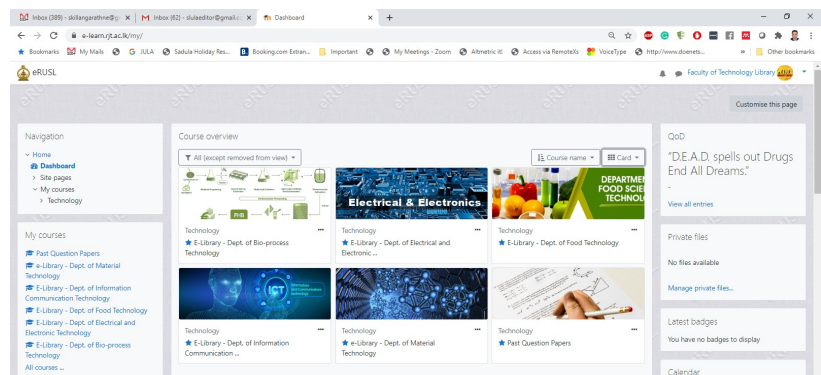 Inbox (389) - skillangarathne@g
Inbox (62) - slulaeditor@gmail.c
Dashboard
e-learn.rjt.ac.lk/my/
Bookmarks
My Mails
G
JULA
Sadula Holiday Res...
Booking.com Extran...
Important
My Meetings - Zoom
Altmetric it!
Access via RemoteXs
VoiceType
http://www.doenets...
»
Other bookmarks
eRUSL
Faculty of Technology Library
Customise this page
Navigation
Home
Dashboard
Site pages
My courses
Technology
My courses
Past Question Papers
e-Library - Dept. of Material
Technology
E-Library - Dept. of Information
Communication Technology
E-Library - Dept. of Food Technology
E-Library - Dept. of Electrical and
Electronic Technology
E-Library - Dept. of Bio-process
Technology
All courses ...
Course overview
All (except removed from view)
Course name
Card
PHB
Technology
E-Library - Dept. of Bio-process
Technology
Electrical & Electronics
Technology
E-Library - Dept. of Electrical and
Electronic ...
DEPARTMEN
FOOD SCIE
TECHNOL
Technology
E-Library - Dept. of Food Technology
ICT
Technology
E-Library - Dept. of Information
Communication ...
Technology
e-Library - Dept. of Material
Technology
Technology
Past Question Papers
QoD
"D.E.A.D. spells out Drugs
End All Dreams."
-
View all entries
Private files
No files available
Manage private files...
Latest badges
You have no badges to display
Calendar